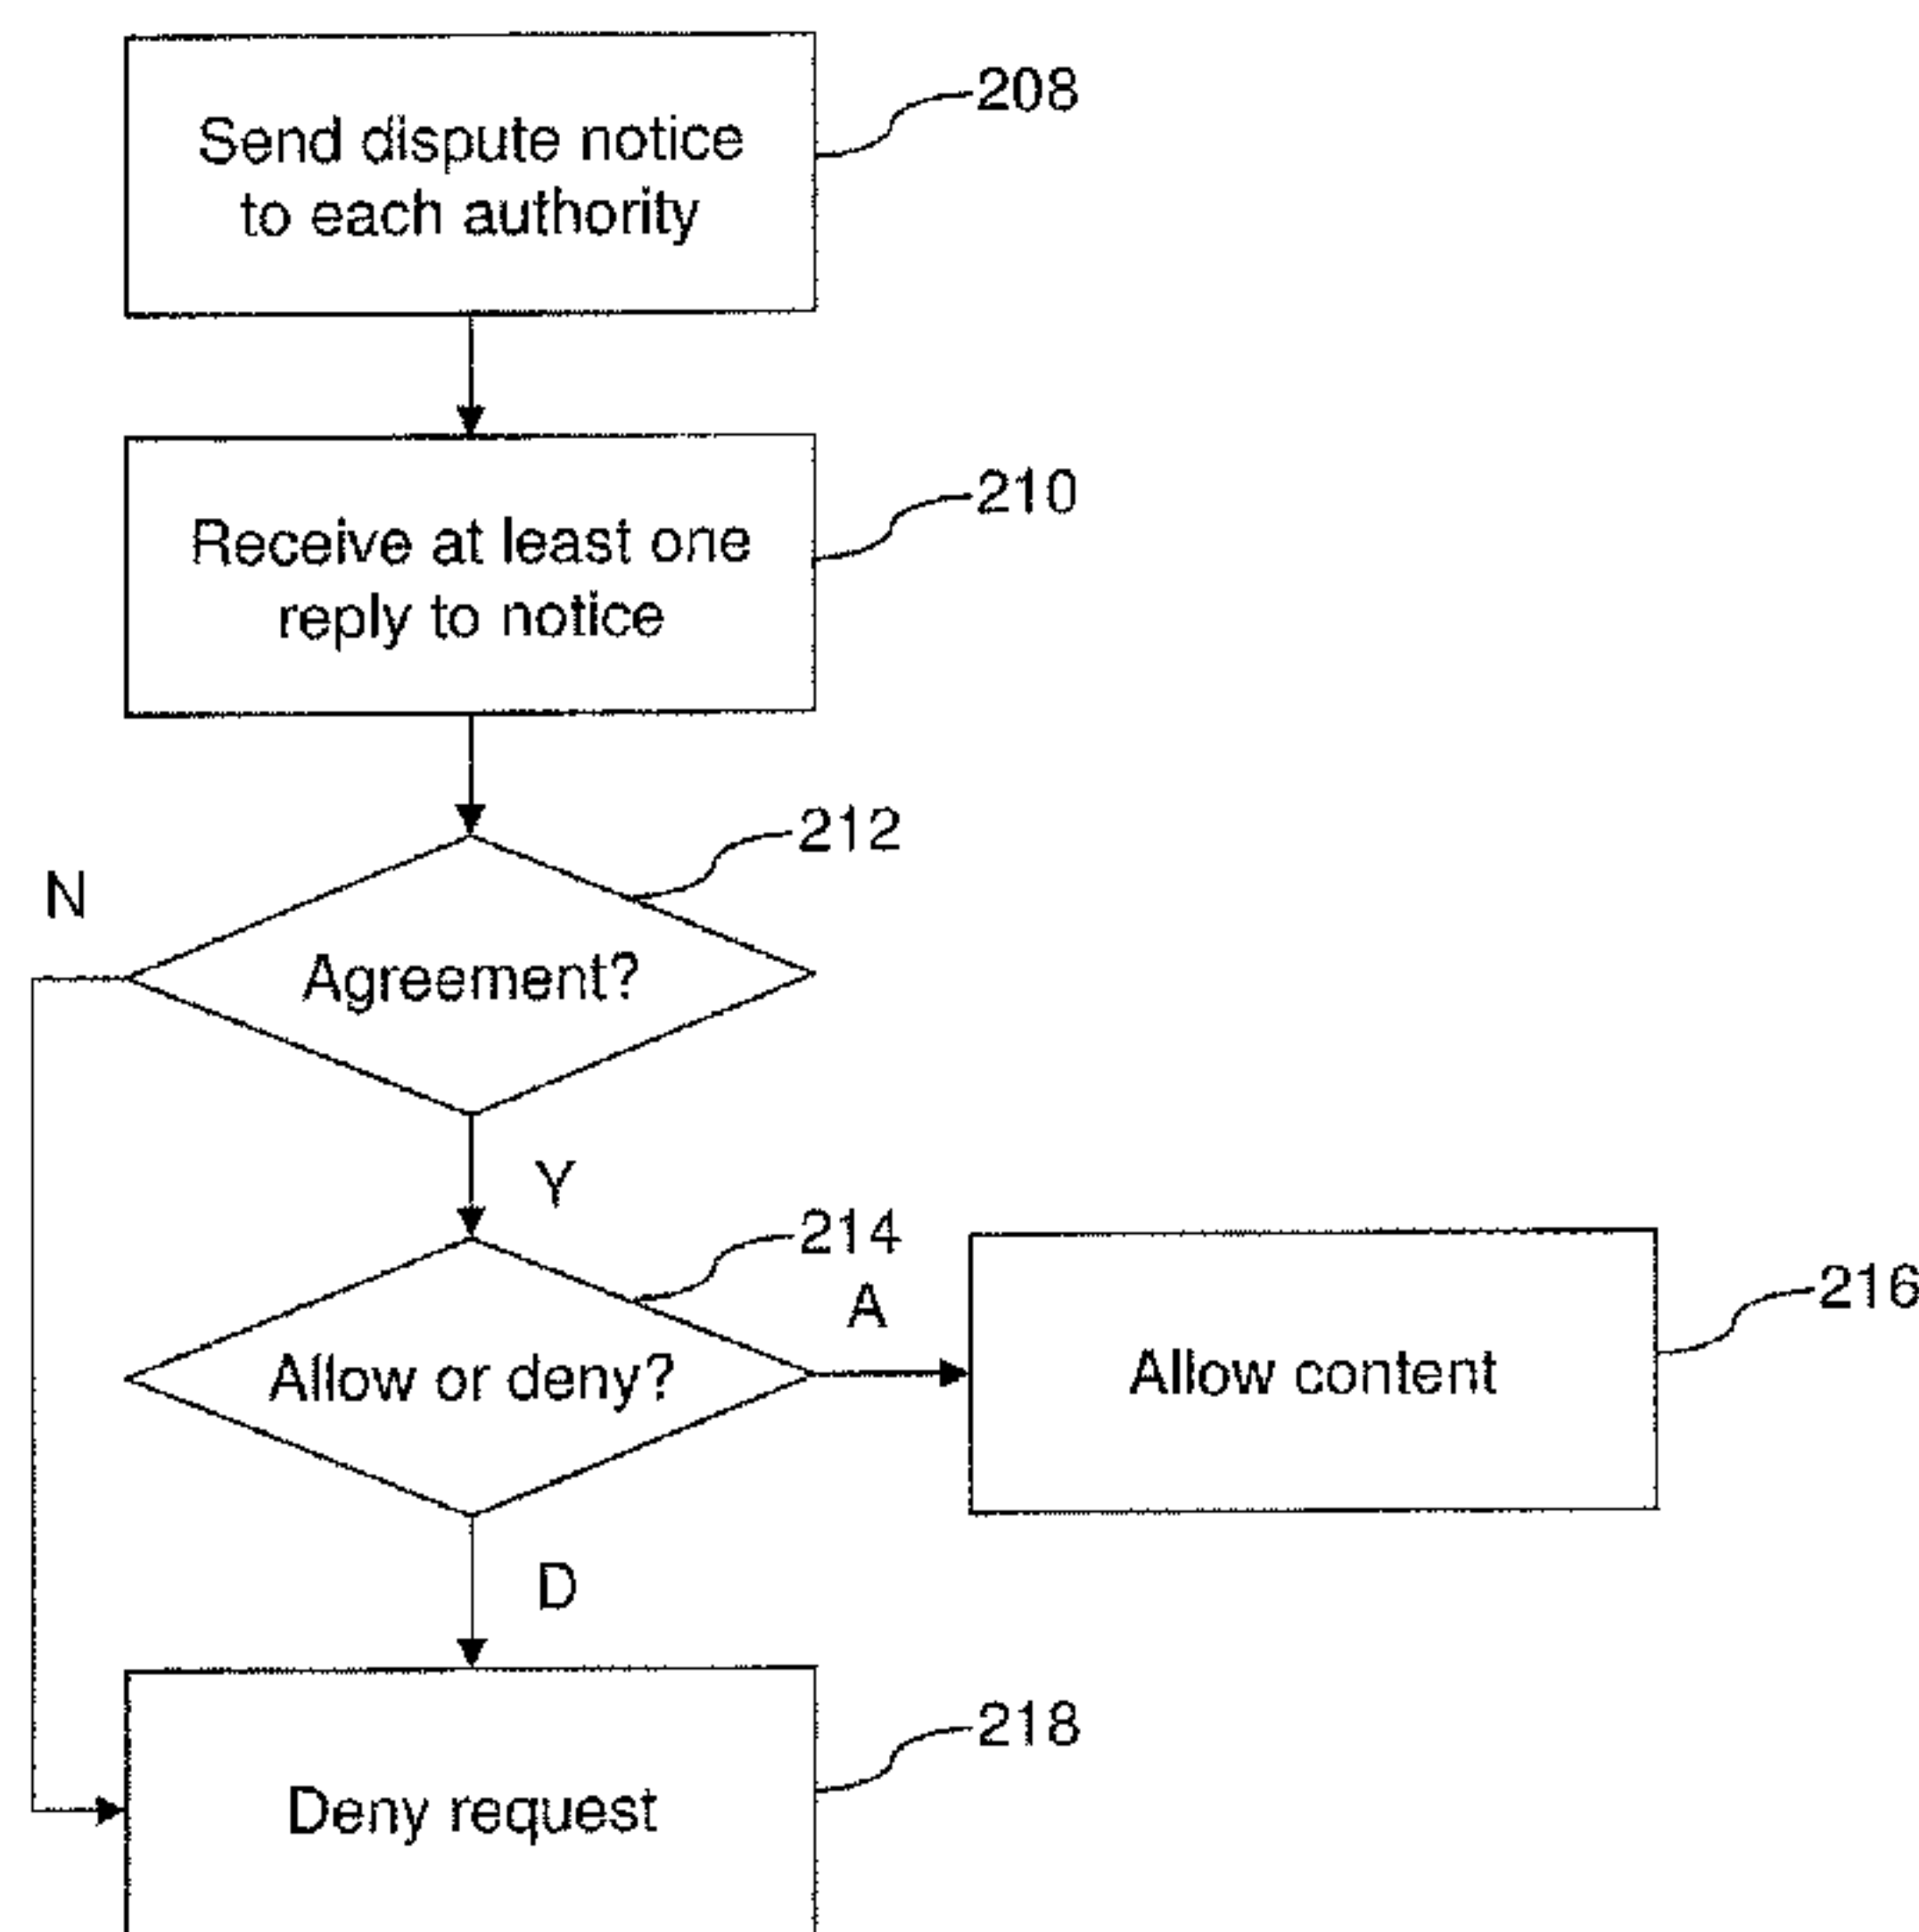 208
Send dispute notice
to each authority
210
Receive at least one
reply to notice
212
N
Agreement?
Y
214
A
216
Allow or deny?
Allow content
D
218
Deny request